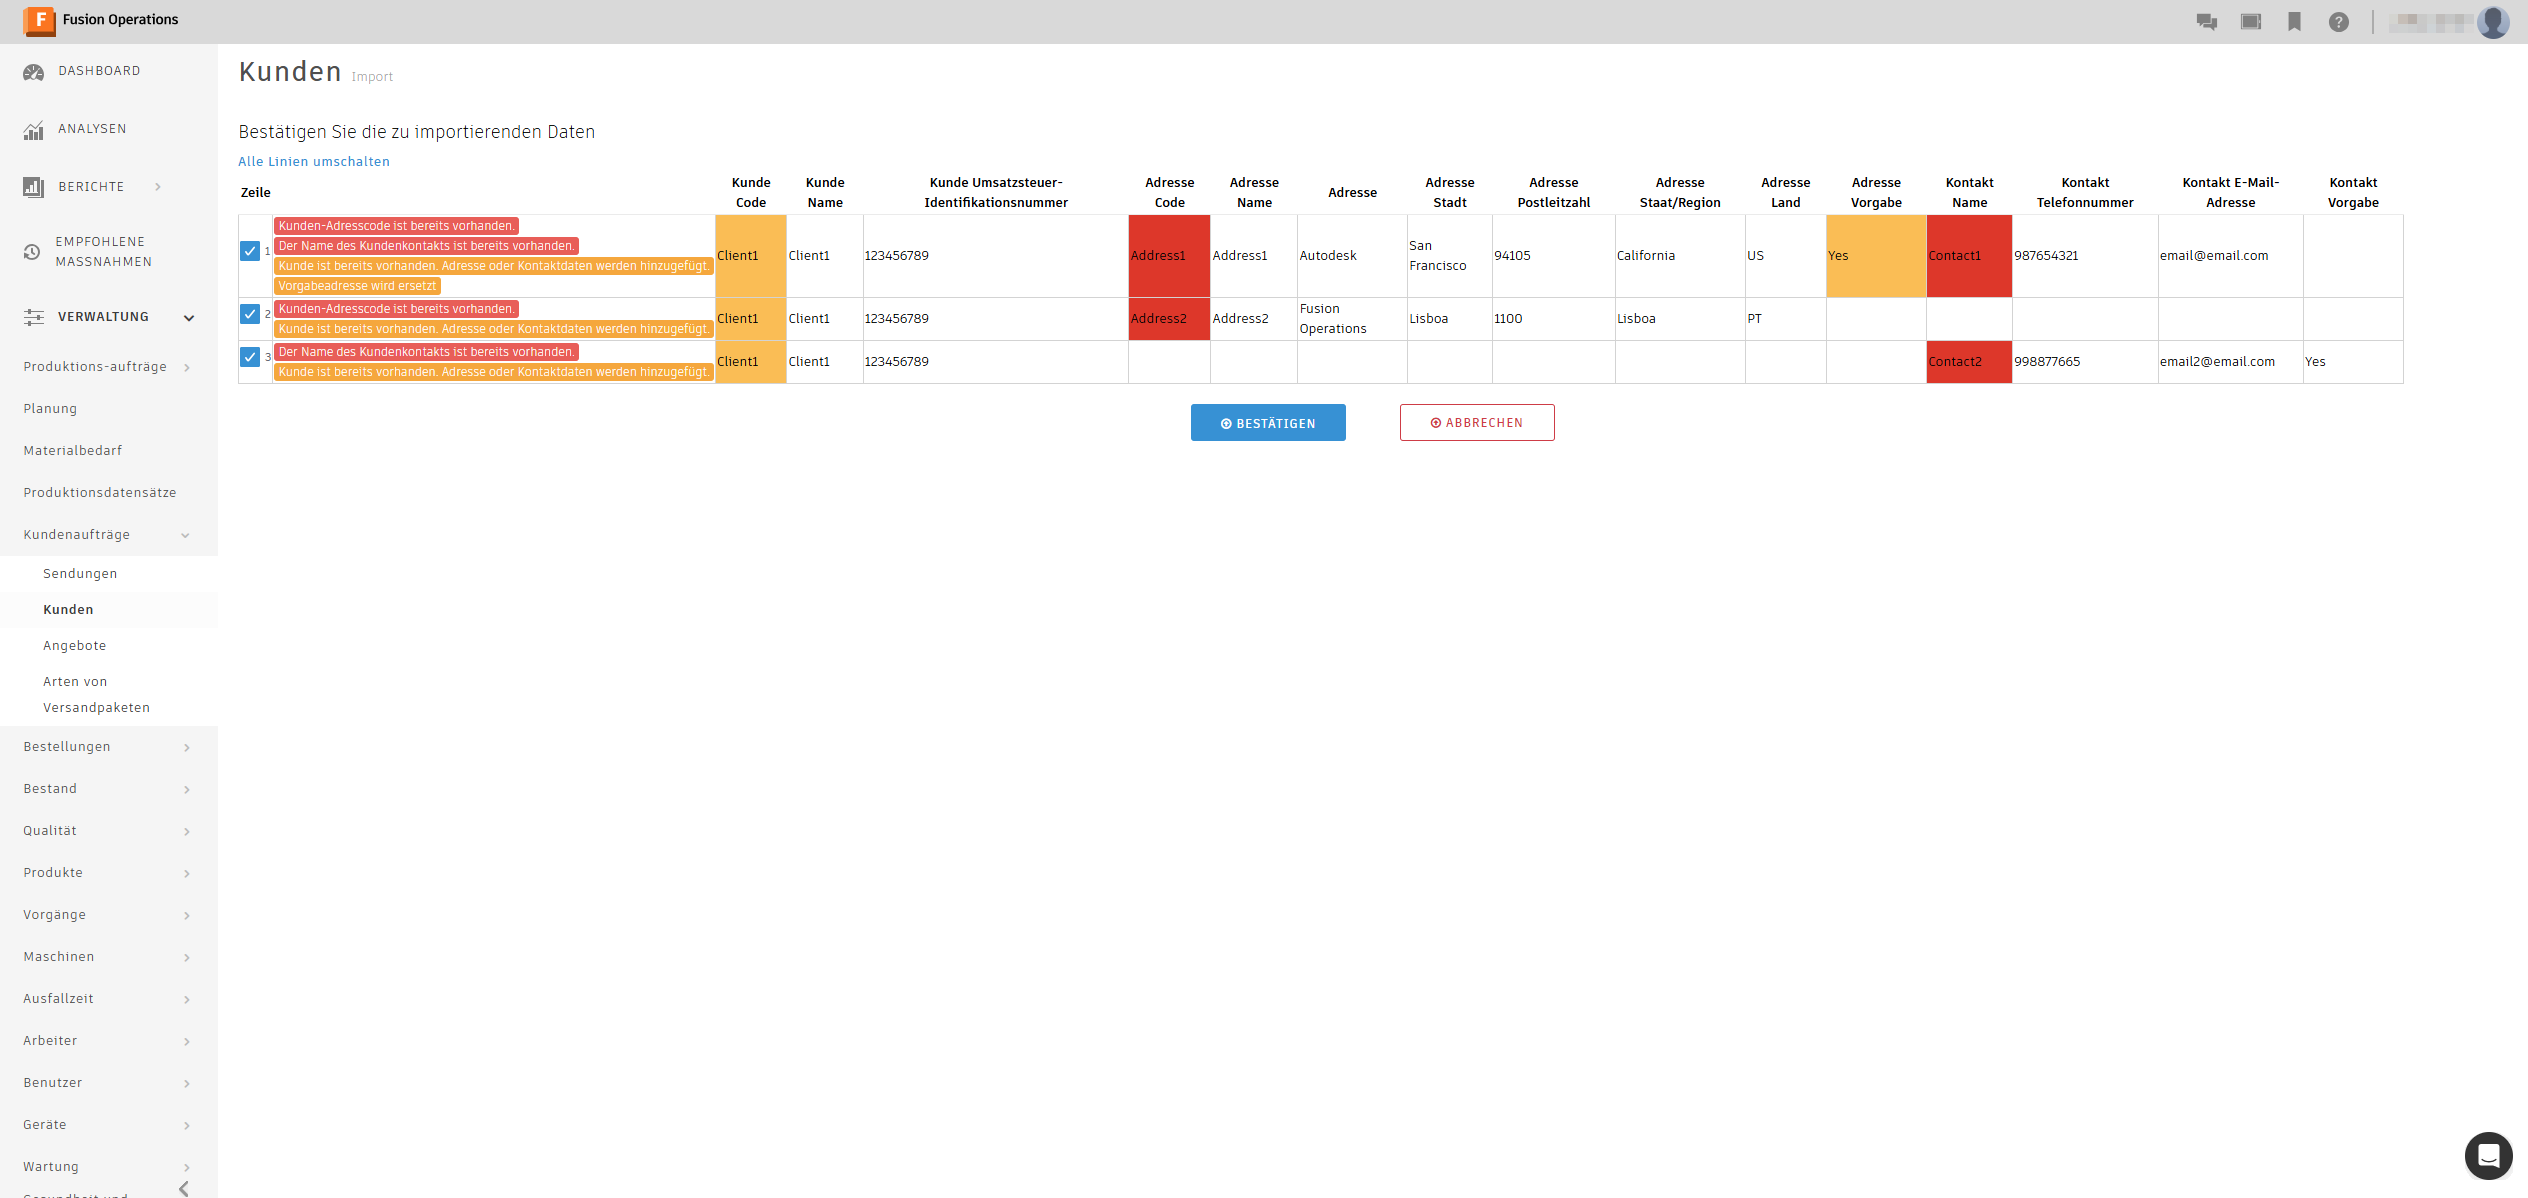 Fusion Operations
DASHBOARD
ANALYSEN
BERICHTE
EMPFOHLENE
MASSNAHMEN
VERWALTUNG
Produktions-aufträge
Planung
Materialbedarf
Produktionsdatensätze
Kundenaufträge
Sendungen
Kunden
Angebote
Arten von
Versandpaketen
Bestellungen
Bestand
Qualität
Produkte
Vorgänge
Maschinen
Ausfallzeit
Arbeiter
Benutzer
Geräte
Wartung
Gesundheit und
Kunden Import
Bestätigen Sie die zu importierenden Daten
Alle Linien umschalten
Zeile
Kunde
Code
Kunde
Name
Kunde Umsatzsteuer-
Identifikationsnummer
Adresse
Code
Adresse
Name
Adresse
Adresse
Stadt
Adresse
Postleitzahl
Adresse
Staat/Region
Adresse
Land
Adresse
Vorgabe
Kontakt
Name
Kontakt
Telefonnummer
Kontakt E-Mail-
Adresse
Kontakt
Vorgabe
1
Kunden-Adresscode ist bereits vorhanden.
Der Name des Kundenkontakts ist bereits vorhanden.
Kunde ist bereits vorhanden. Adresse oder Kontaktdaten werden hinzugefügt.
Vorgabeadresse wird ersetzt
Client1
Client1
123456789
Address1
Address1
Autodesk
San
Francisco
94105
California
US
Yes
Contact1
987654321
email@email.com
2
Kunden-Adresscode ist bereits vorhanden.
Kunde ist bereits vorhanden. Adresse oder Kontaktdaten werden hinzugefügt.
Client1
Client1
123456789
Address2
Address2
Fusion
Operations
Lisboa
1100
Lisboa
PT
3
Der Name des Kundenkontakts ist bereits vorhanden.
Kunde ist bereits vorhanden. Adresse oder Kontaktdaten werden hinzugefügt.
Client1
Client1
123456789
Contact2
998877665
email2@email.com
Yes
BESTÄTIGEN
ABBRECHEN